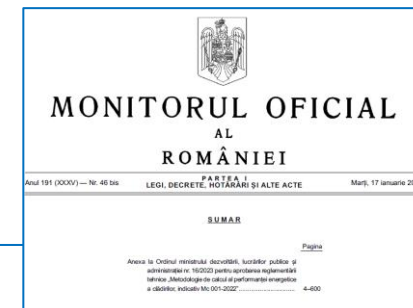 MONITORUL OFICIAL
AL
ROMÂNIEI
Anul 191 (XXXV) — Nr. 46 bis
PARTEA I
LEGI, DECRETE, HOTĂRÂRI ȘI ALTE ACTE
Marți, 17 ianuarie 20
SUMAR
Pagina
Anexa la Ordinul ministrului dezvoltării, lucrărilor publice și
administrației nr. 16/2023 pentru aprobarea reglementării
tehnice „Metodologie de calcul al performanței energetice
a clădirilor, indicativ Mc 001-2022” .............................. 4–600